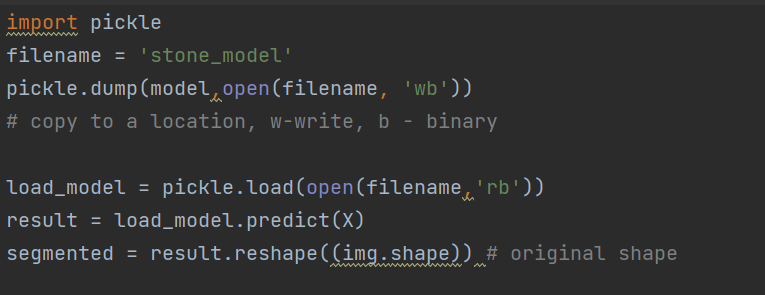 import pickle
filename = 'stone_model'
pickle.dump(model,open(filename, 'wb'))
# copy to a location, w-write, b - binary
load_model = pickle.load(open(filename,'rb'))
result = load_model.predict(X)
segmented = result.reshape((img.shape)) # original shape